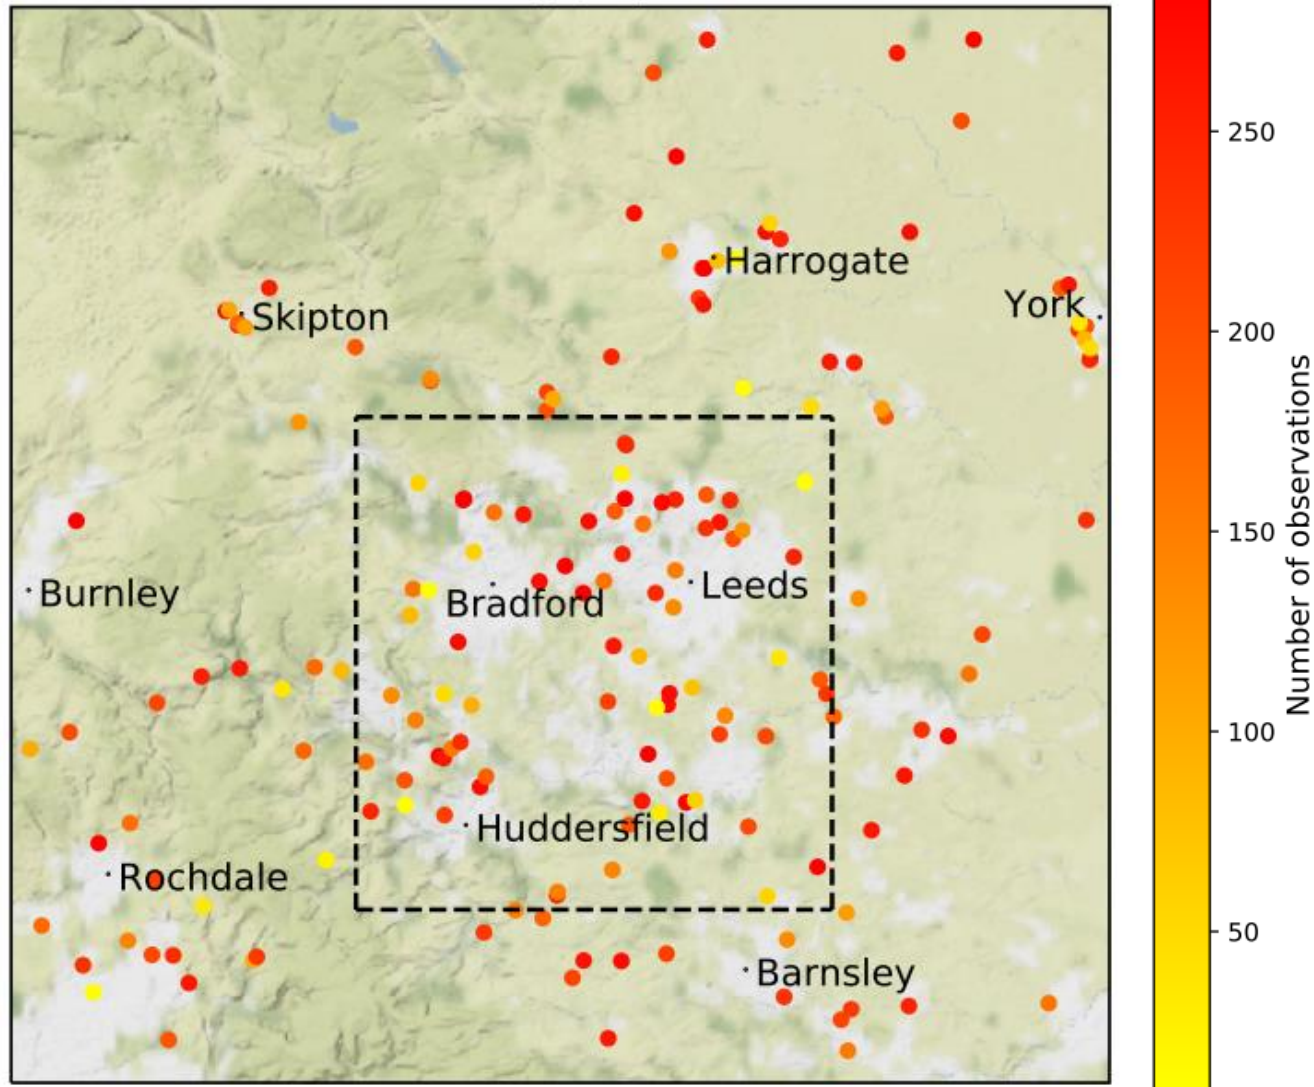 Harrogate
York
Skipton
Burnley
Bradford
Leeds
Huddersfield
Rochdale
Barnsley
250
200
150
100
50
Number of observations